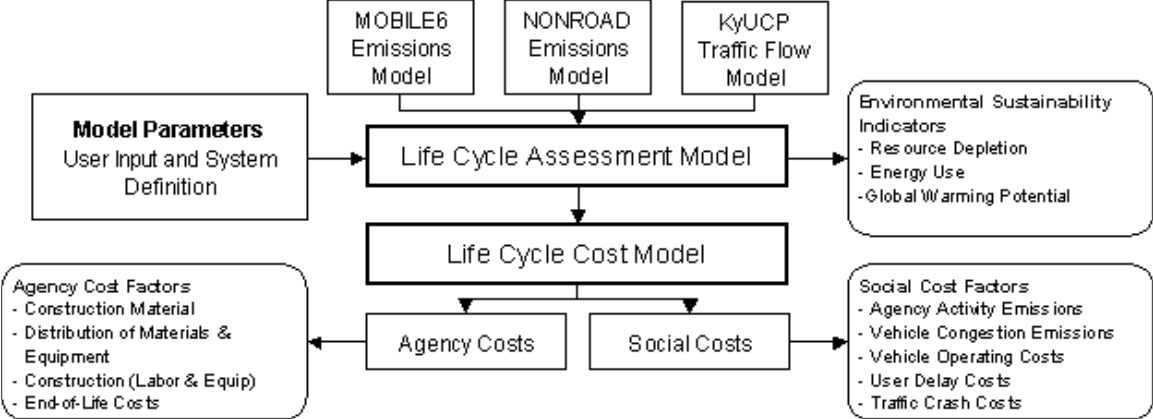 MOBILE6
Emissions
Model
NONROAD
Emissions
Model
KyUCP
Traffic Flow
Model
Model Parameters
User Input and System
Definition
Life Cycle Assessment Model
Environmental Sustainability
Indicators
- Resource Depletion
- Energy Use
-Global Warming Potential
Life Cycle Cost Model
Agency Cost Factors
- Construction Material
- Distribution of Materials &
Equipment
- Construction (Labor & Equip)
- End-of-Life Costs
Agency Costs
Social Costs
Social Cost Factors
- Agency Activity Emissions
- Vehicle Congestion Emissions
- Vehicle Operating Costs
- User Delay Costs
- Traffic Crash Costs